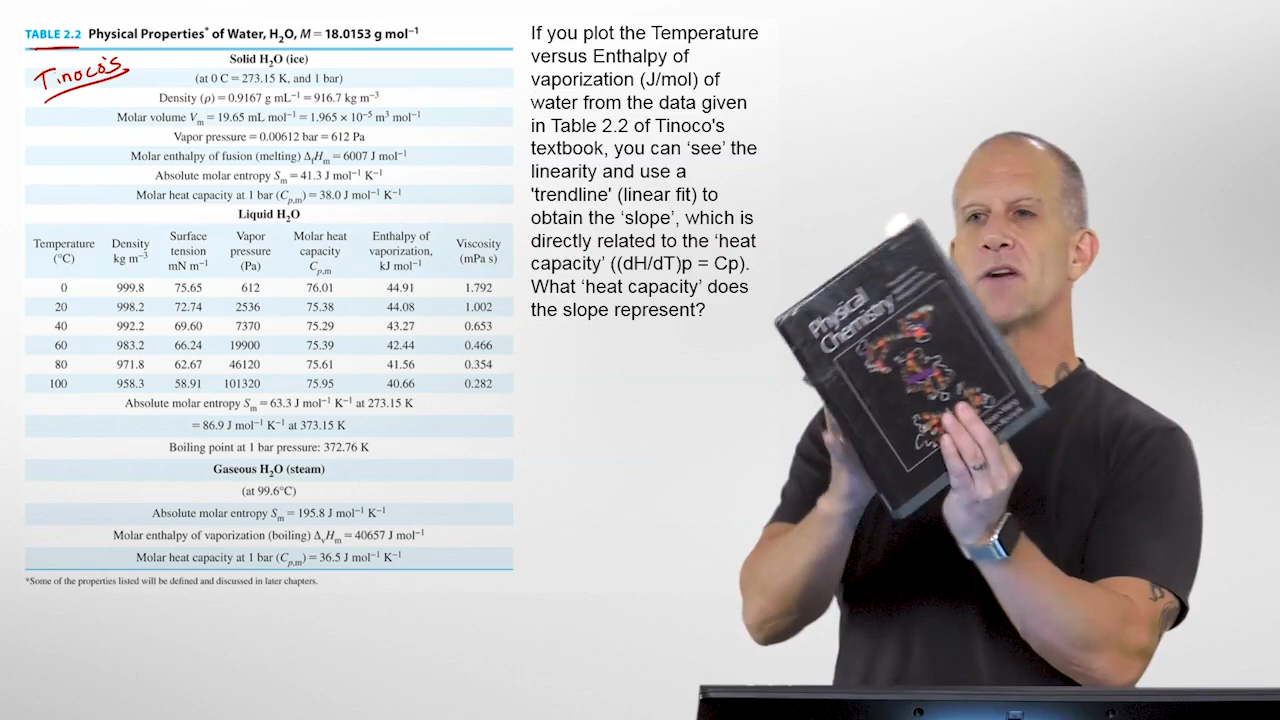 TABLE 2.2 Physical Properties* of Water, H₂O, M = 18.0153 g mol⁻¹
Tinoco's
Solid H₂O (ice)
(at 0 C = 273.15 K, and 1 bar)
Density (ρ) = 0.9167 g mL⁻¹ = 916.7 kg m⁻³
Molar volume Vₘ = 19.65 mL mol⁻¹ = 1.965 × 10⁻⁵ m³ mol⁻¹
Vapor pressure = 0.00612 bar = 612 Pa
Molar enthalpy of fusion (melting) ΔfHₘ = 6007 J mol⁻¹
Absolute molar entropy Sₘ = 41.3 J mol⁻¹ K⁻¹
Molar heat capacity at 1 bar (Cp,m) = 38.0 J mol⁻¹ K⁻¹
Liquid H₂O
Temperature (°C) Density kg m⁻³ Surface tension mN m⁻¹ Vapor pressure (Pa) Molar heat capacity Cp,m Enthalpy of vaporization, kJ mol⁻¹ Viscosity (mPa s)
0 999.8 75.65 612 76.01 44.91 1.792
20 998.2 72.74 2536 75.38 44.08 1.002
40 992.2 69.60 7370 75.29 43.27 0.653
60 983.2 66.24 19900 75.39 42.44 0.466
80 971.8 62.67 46120 75.61 41.56 0.354
100 958.3 58.91 101320 75.95 40.66 0.282
Absolute molar entropy Sₘ = 63.3 J mol⁻¹ K⁻¹ at 273.15 K
= 86.9 J mol⁻¹ K⁻¹ at 373.15 K
Boiling point at 1 bar pressure: 372.76 K
Gaseous H₂O (steam)
(at 99.6°C)
Absolute molar entropy Sₘ = 195.8 J mol⁻¹ K⁻¹
Molar enthalpy of vaporization (boiling) ΔvHₘ = 40657 J mol⁻¹
Molar heat capacity at 1 bar (Cp,m) = 36.5 J mol⁻¹ K⁻¹
*Some of the properties listed will be defined and discussed in later chapters.
If you plot the Temperature
versus Enthalpy of
vaporization (J/mol) of
water from the data given
in Table 2.2 of Tinoco's
textbook, you can ‘see’ the
linearity and use a
'trendline' (linear fit) to
obtain the ‘slope’, which is
directly related to the ‘heat
capacity’ ((dH/dT)p = Cp).
What ‘heat capacity’ does
the slope represent?
Physical
Chemistry